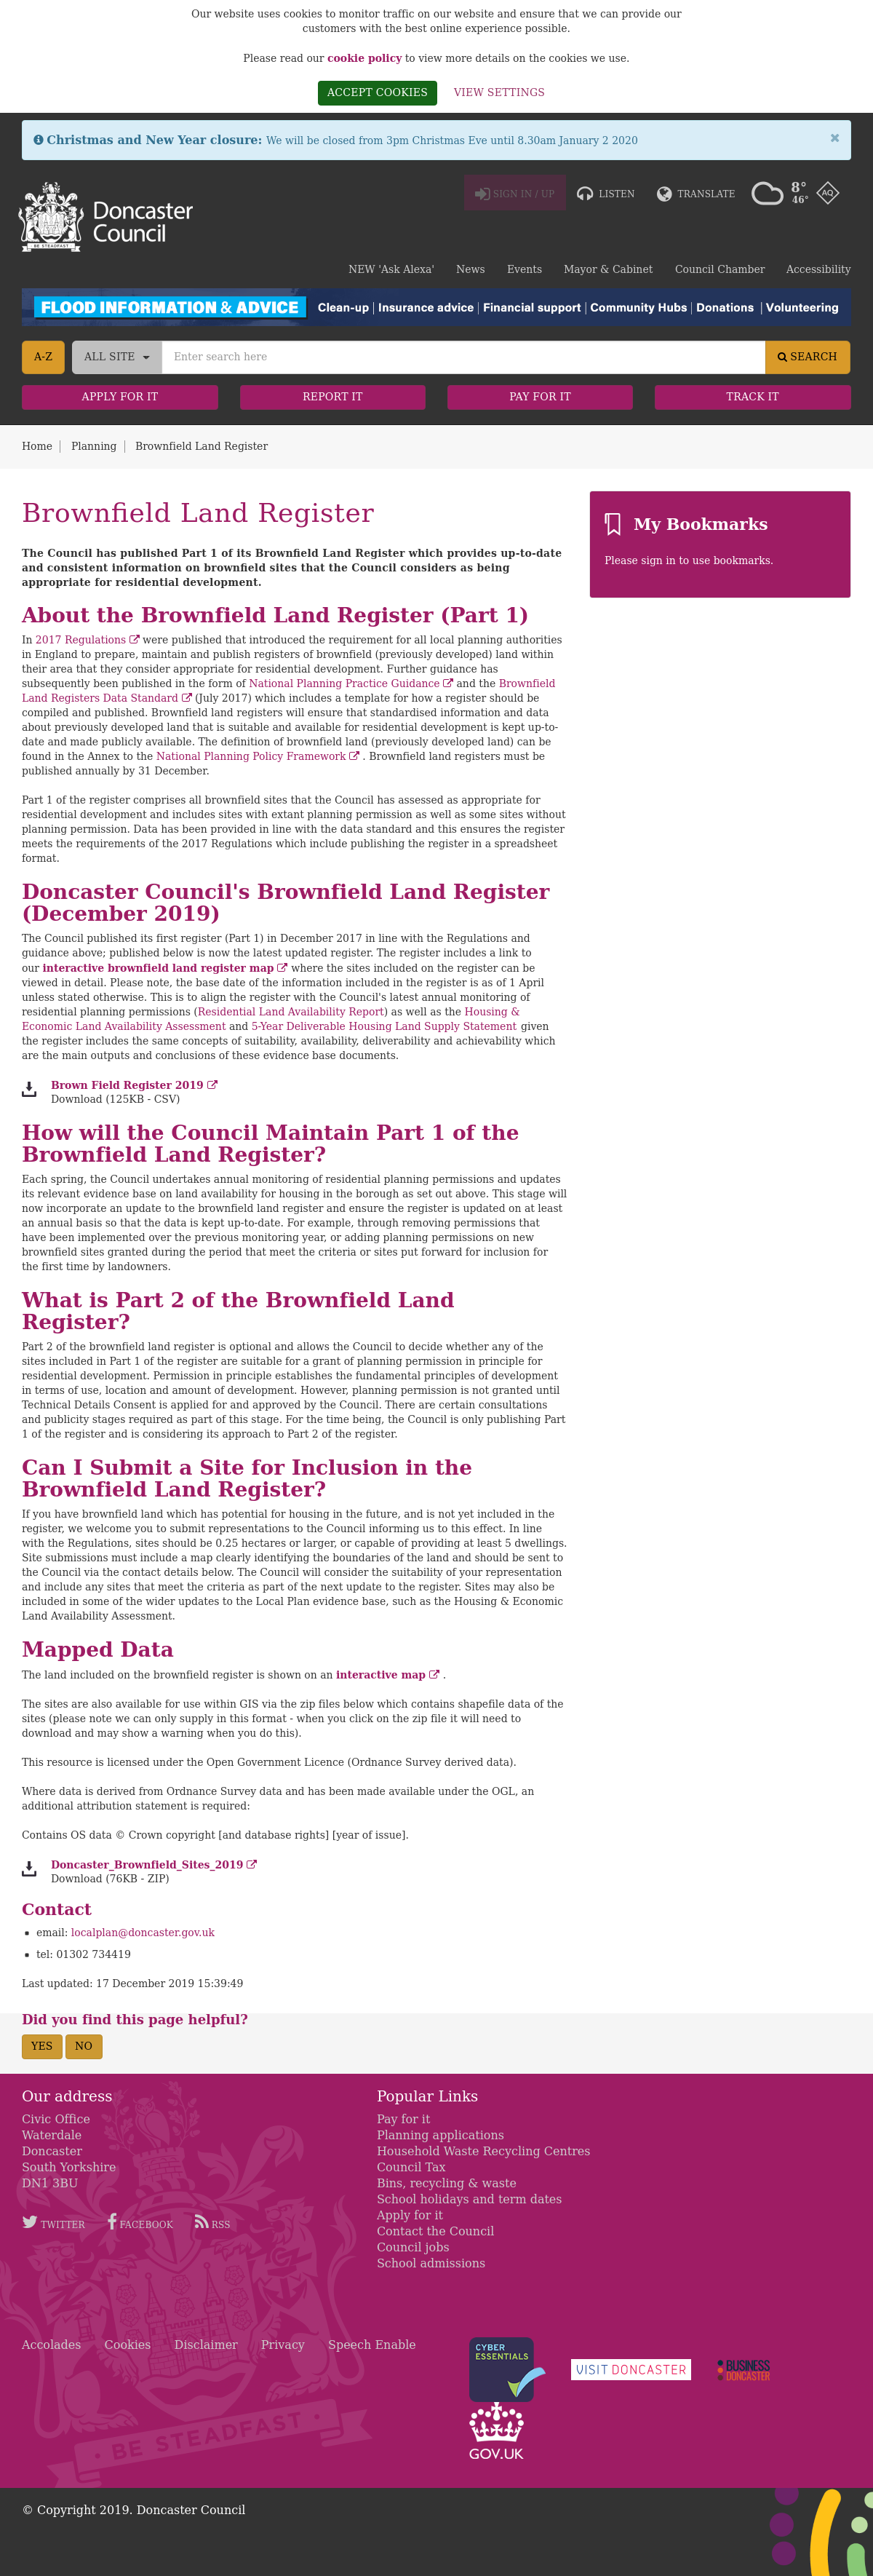 Our website uses cookies to monitor traffic on our website and ensure that we can provide our
customers with the best online experience possible.
Please read our cookie policy to view more details on the cookies we use.
ACCEPT COOKIES VIEW SETTINGS
Christmas and New Year closure: We will be closed from 3pm Christmas Eve until 8.30am January 2 2020 ×
SIGN IN / UP LISTEN TRANSLATE 8° 46° AQ
Doncaster
Council
BE STEADFAST
NEW 'Ask Alexa' News Events Mayor & Cabinet Council Chamber Accessibility
FLOOD INFORMATION & ADVICE Clean-up | Insurance advice | Financial support | Community Hubs | Donations | Volunteering
A-Z ALL SITE Enter search here SEARCH
APPLY FOR IT REPORT IT PAY FOR IT TRACK IT
Home Planning Brownfield Land Register
Brownfield Land Register
My Bookmarks
Please sign in to use bookmarks.
The Council has published Part 1 of its Brownfield Land Register which provides up-to-date
and consistent information on brownfield sites that the Council considers as being
appropriate for residential development.
About the Brownfield Land Register (Part 1)
In 2017 Regulations were published that introduced the requirement for all local planning authorities
in England to prepare, maintain and publish registers of brownfield (previously developed) land within
their area that they consider appropriate for residential development. Further guidance has
subsequently been published in the form of National Planning Practice Guidance and the Brownfield
Land Registers Data Standard (July 2017) which includes a template for how a register should be
compiled and published. Brownfield land registers will ensure that standardised information and data
about previously developed land that is suitable and available for residential development is kept up-to-
date and made publicly available. The definition of brownfield land (previously developed land) can be
found in the Annex to the National Planning Policy Framework . Brownfield land registers must be
published annually by 31 December.
Part 1 of the register comprises all brownfield sites that the Council has assessed as appropriate for
residential development and includes sites with extant planning permission as well as some sites without
planning permission. Data has been provided in line with the data standard and this ensures the register
meets the requirements of the 2017 Regulations which include publishing the register in a spreadsheet
format.
Doncaster Council's Brownfield Land Register
(December 2019)
The Council published its first register (Part 1) in December 2017 in line with the Regulations and
guidance above; published below is now the latest updated register. The register includes a link to
our interactive brownfield land register map where the sites included on the register can be
viewed in detail. Please note, the base date of the information included in the register is as of 1 April
unless stated otherwise. This is to align the register with the Council's latest annual monitoring of
residential planning permissions (Residential Land Availability Report) as well as the Housing &
Economic Land Availability Assessment and 5-Year Deliverable Housing Land Supply Statement given
the register includes the same concepts of suitability, availability, deliverability and achievability which
are the main outputs and conclusions of these evidence base documents.
Brown Field Register 2019
Download (125KB - CSV)
How will the Council Maintain Part 1 of the
Brownfield Land Register?
Each spring, the Council undertakes annual monitoring of residential planning permissions and updates
its relevant evidence base on land availability for housing in the borough as set out above. This stage will
now incorporate an update to the brownfield land register and ensure the register is updated on at least
an annual basis so that the data is kept up-to-date. For example, through removing permissions that
have been implemented over the previous monitoring year, or adding planning permissions on new
brownfield sites granted during the period that meet the criteria or sites put forward for inclusion for
the first time by landowners.
What is Part 2 of the Brownfield Land
Register?
Part 2 of the brownfield land register is optional and allows the Council to decide whether any of the
sites included in Part 1 of the register are suitable for a grant of planning permission in principle for
residential development. Permission in principle establishes the fundamental principles of development
in terms of use, location and amount of development. However, planning permission is not granted until
Technical Details Consent is applied for and approved by the Council. There are certain consultations
and publicity stages required as part of this stage. For the time being, the Council is only publishing Part
1 of the register and is considering its approach to Part 2 of the register.
Can I Submit a Site for Inclusion in the
Brownfield Land Register?
If you have brownfield land which has potential for housing in the future, and is not yet included in the
register, we welcome you to submit representations to the Council informing us to this effect. In line
with the Regulations, sites should be 0.25 hectares or larger, or capable of providing at least 5 dwellings.
Site submissions must include a map clearly identifying the boundaries of the land and should be sent to
the Council via the contact details below. The Council will consider the suitability of your representation
and include any sites that meet the criteria as part of the next update to the register. Sites may also be
included in some of the wider updates to the Local Plan evidence base, such as the Housing & Economic
Land Availability Assessment.
Mapped Data
The land included on the brownfield register is shown on an interactive map .
The sites are also available for use within GIS via the zip files below which contains shapefile data of the
sites (please note we can only supply in this format - when you click on the zip file it will need to
download and may show a warning when you do this).
This resource is licensed under the Open Government Licence (Ordnance Survey derived data).
Where data is derived from Ordnance Survey data and has been made available under the OGL, an
additional attribution statement is required:
Contains OS data © Crown copyright [and database rights] [year of issue].
Doncaster_Brownfield_Sites_2019
Download (76KB - ZIP)
Contact
email: localplan@doncaster.gov.uk
tel: 01302 734419
Last updated: 17 December 2019 15:39:49
Did you find this page helpful?
YES NO
Our address
Civic Office
Waterdale
Doncaster
South Yorkshire
DN1 3BU
TWITTER FACEBOOK RSS
Popular Links
Pay for it
Planning applications
Household Waste Recycling Centres
Council Tax
Bins, recycling & waste
School holidays and term dates
Apply for it
Contact the Council
Council jobs
School admissions
Accolades Cookies Disclaimer Privacy Speech Enable
CYBER
ESSENTIALS
VISIT DONCASTER
BUSINESS
DONCASTER
GOV.UK
BE STEADFAST
© Copyright 2019. Doncaster Council